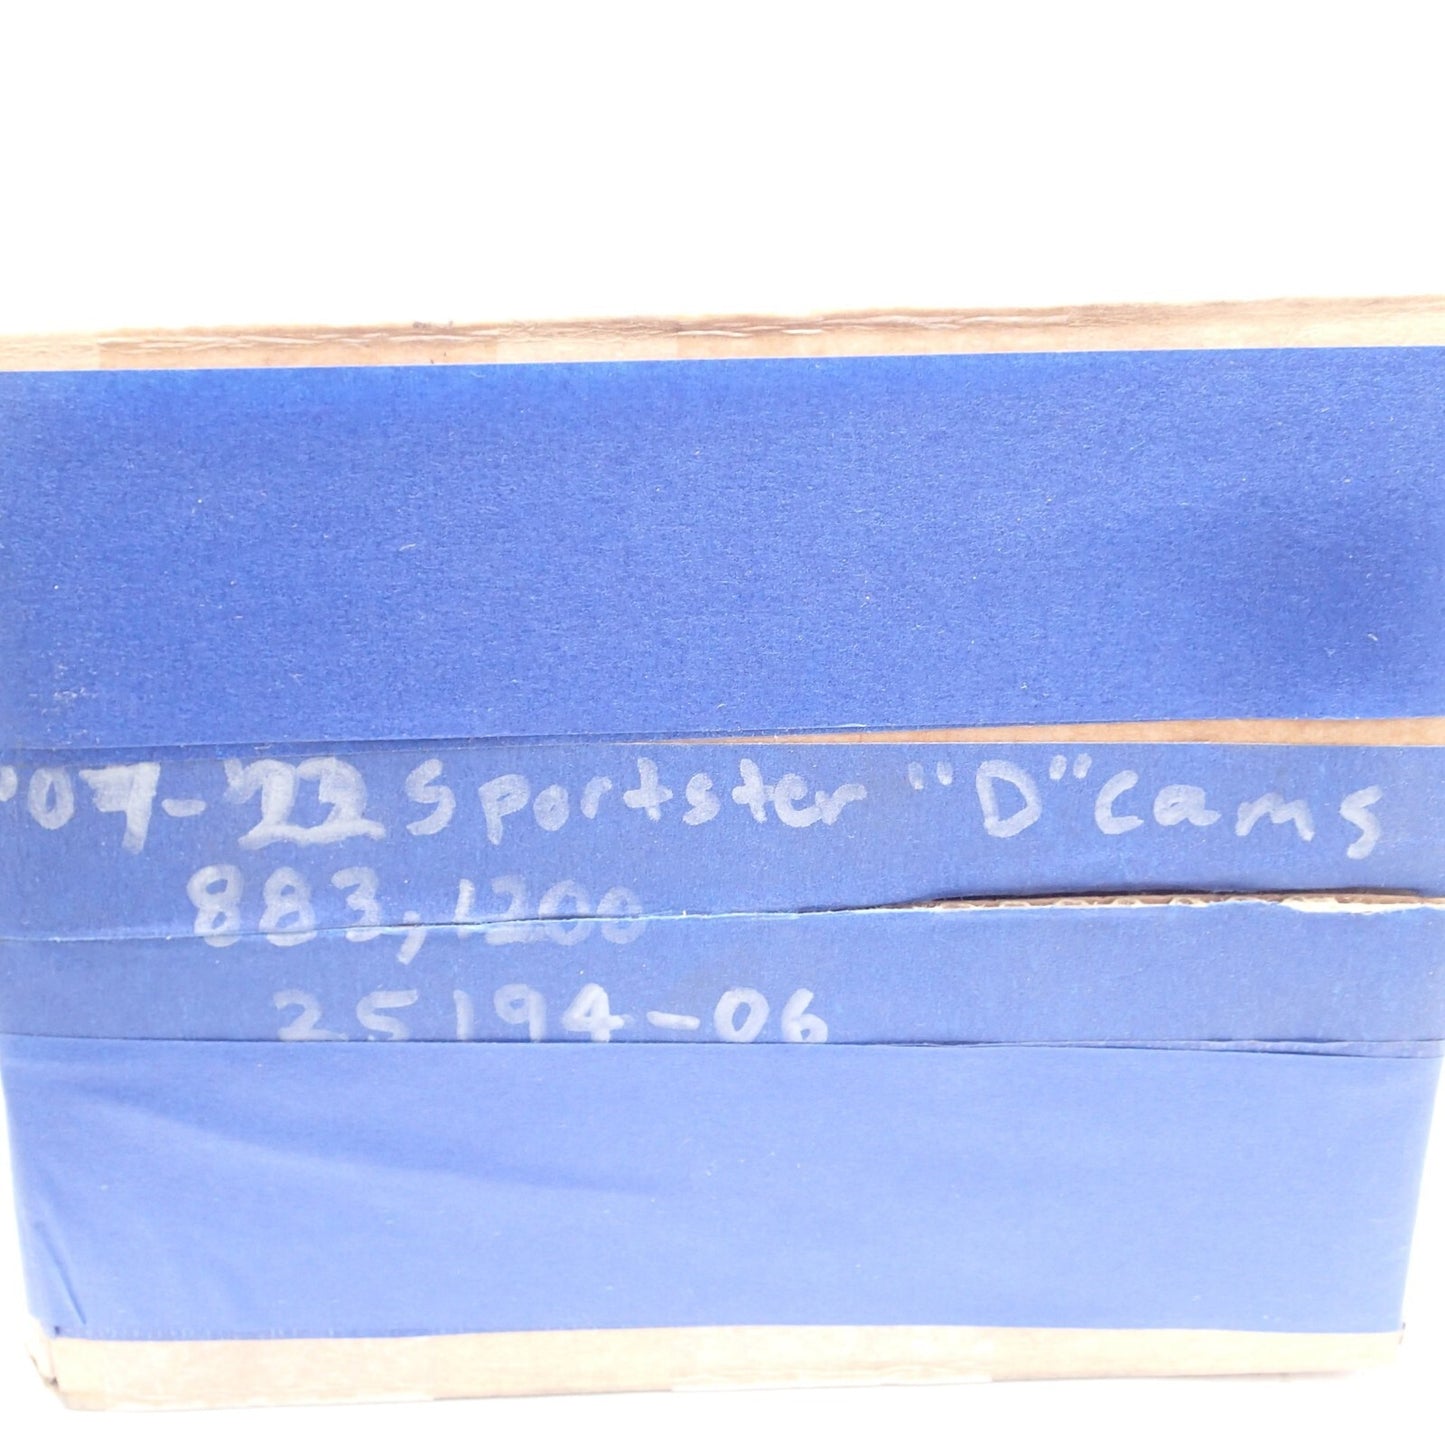 '07-'22 Sportster "D" Cams
883, 1200
25194-06